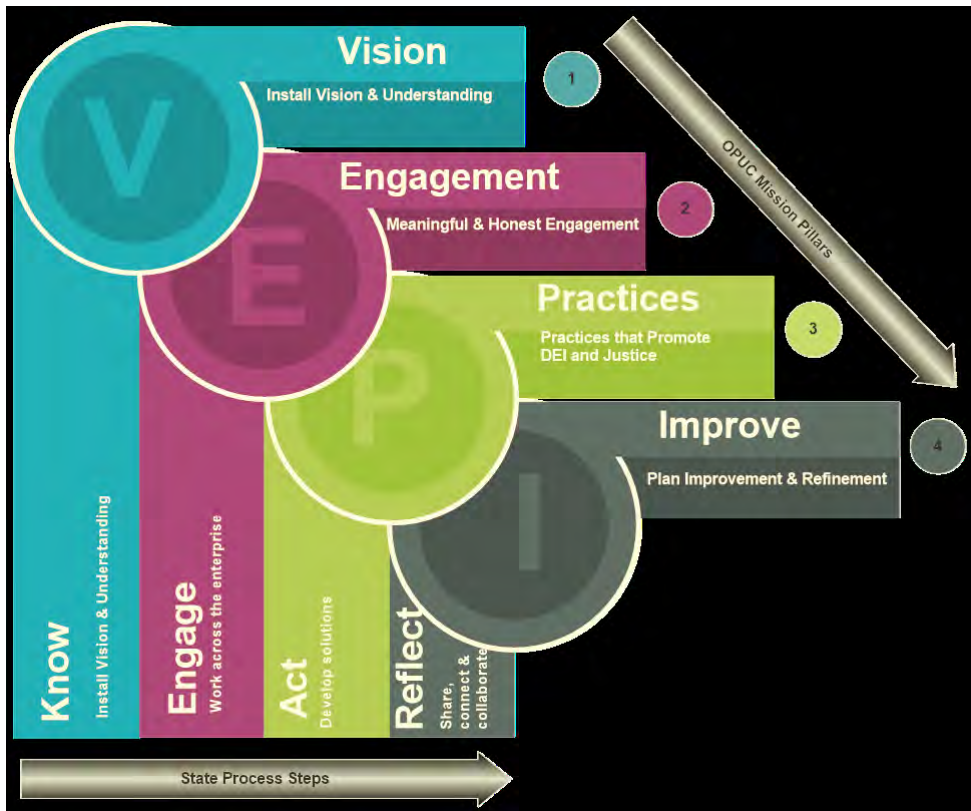 Vision
Install Vision & Understanding
1
V
Engagement
Meaningful & Honest Engagement
2
E
Practices
Practices that Promote
DEI and Justice
3
P
Improve
Plan Improvement & Refinement
4
I
OPUC Mission Pillars
Know
Install Vision & Understanding
Engage
Work across the enterprise
Act
Develop solutions
Reflect
Share,
connect &
collaborate
State Process Steps